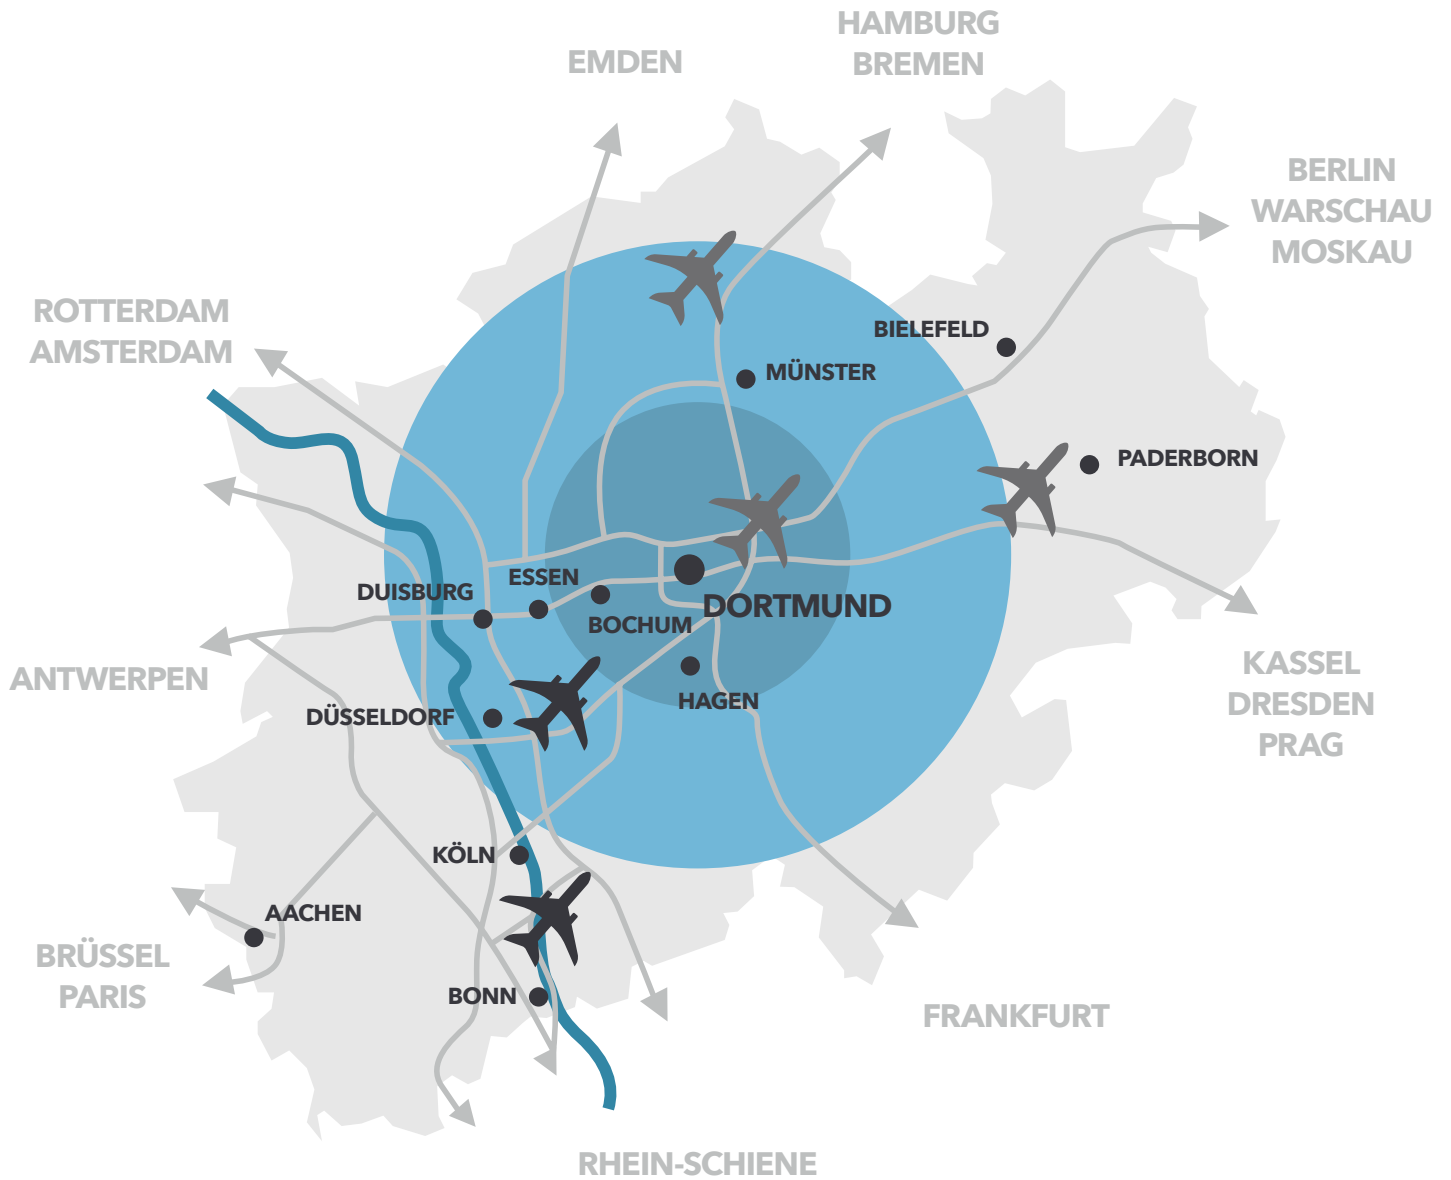 HAMBURG
BREMEN
EMDEN
BERLIN
WARSCHAU
MOSKAU
ROTTERDAM
AMSTERDAM
BIELEFELD
MÜNSTER
PADERBORN
ESSEN
DUISBURG
DORTMUND
BOCHUM
ANTWERPEN
KASSEL
DRESDEN
PRAG
HAGEN
DÜSSELDORF
KÖLN
AACHEN
BRÜSSEL
PARIS
BONN
FRANKFURT
RHEIN-SCHIENE